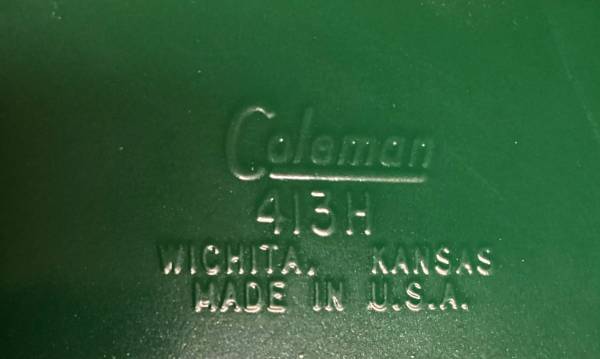 Coleman
413H
WICHITA, KANSAS
MADE IN U.S.A.